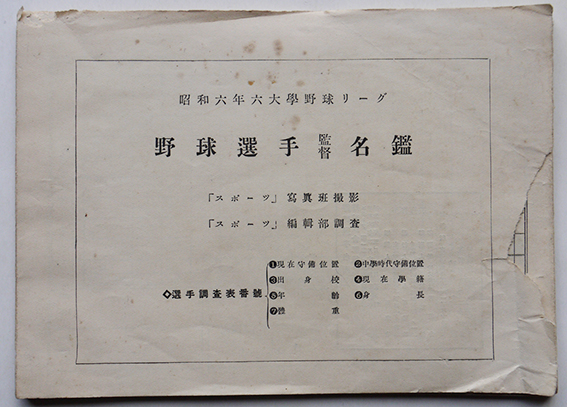 昭和六年六大學野球リーグ
野球選手監督名鑑
「スポーツ」寫眞班撮影
「スポーツ」編輯部調査
◇選手調査表番號
❶現在守備位置 ❷中學時代守備位置
❸出身校 ❹現在學籍
❺年齡 ❻身長
❼體重